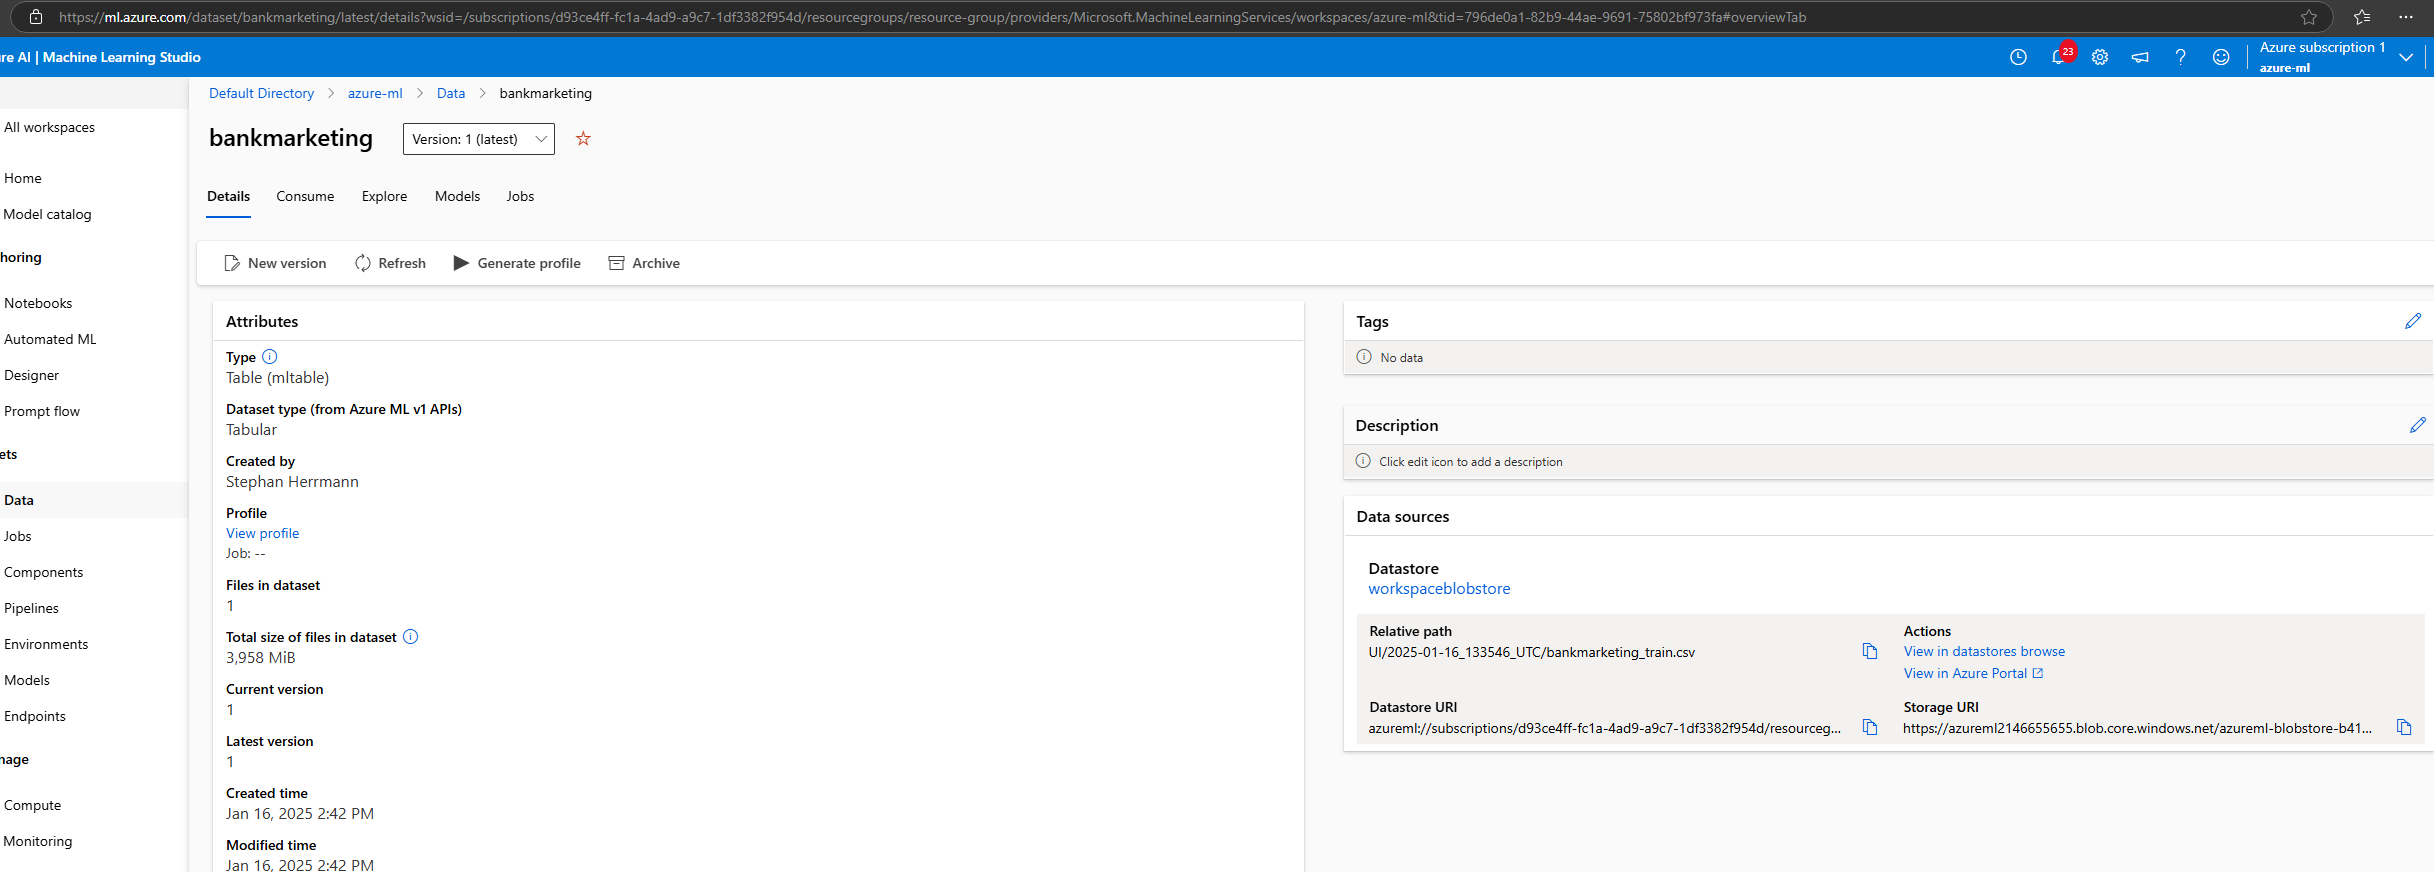 https://ml.azure.com/dataset/bankmarketing/latest/details?wsid=/subscriptions/d93ce4ff-fc1a-4ad9-a9c7-1df3382f954d/resourcegroups/resource-group/providers/Microsoft.MachineLearningServices/workspaces/azure-ml&tid=796de0a1-82b9-44ae-9691-75802bf973fa#overviewTab
re AI | Machine Learning Studio
23
Azure subscription 1
azure-ml
Default Directory > azure-ml > Data > bankmarketing
All workspaces
Home
Model catalog
horing
Notebooks
Automated ML
Designer
Prompt flow
ets
Data
Jobs
Components
Pipelines
Environments
Models
Endpoints
nage
Compute
Monitoring
bankmarketing
Version: 1 (latest)
Details Consume Explore Models Jobs
New version Refresh Generate profile Archive
Attributes
Type
Table (mltable)
Dataset type (from Azure ML v1 APIs)
Tabular
Created by
Stephan Herrmann
Profile
View profile
Job: --
Files in dataset
1
Total size of files in dataset
3,958 MiB
Current version
1
Latest version
1
Created time
Jan 16, 2025 2:42 PM
Modified time
Jan 16, 2025 2:42 PM
Tags
No data
Description
Click edit icon to add a description
Data sources
Datastore
workspaceblobstore
Relative path
UI/2025-01-16_133546_UTC/bankmarketing_train.csv
Actions
View in datastores browse
View in Azure Portal
Datastore URI
azureml://subscriptions/d93ce4ff-fc1a-4ad9-a9c7-1df3382f954d/resourceg...
Storage URI
https://azureml2146655655.blob.core.windows.net/azureml-blobstore-b41...